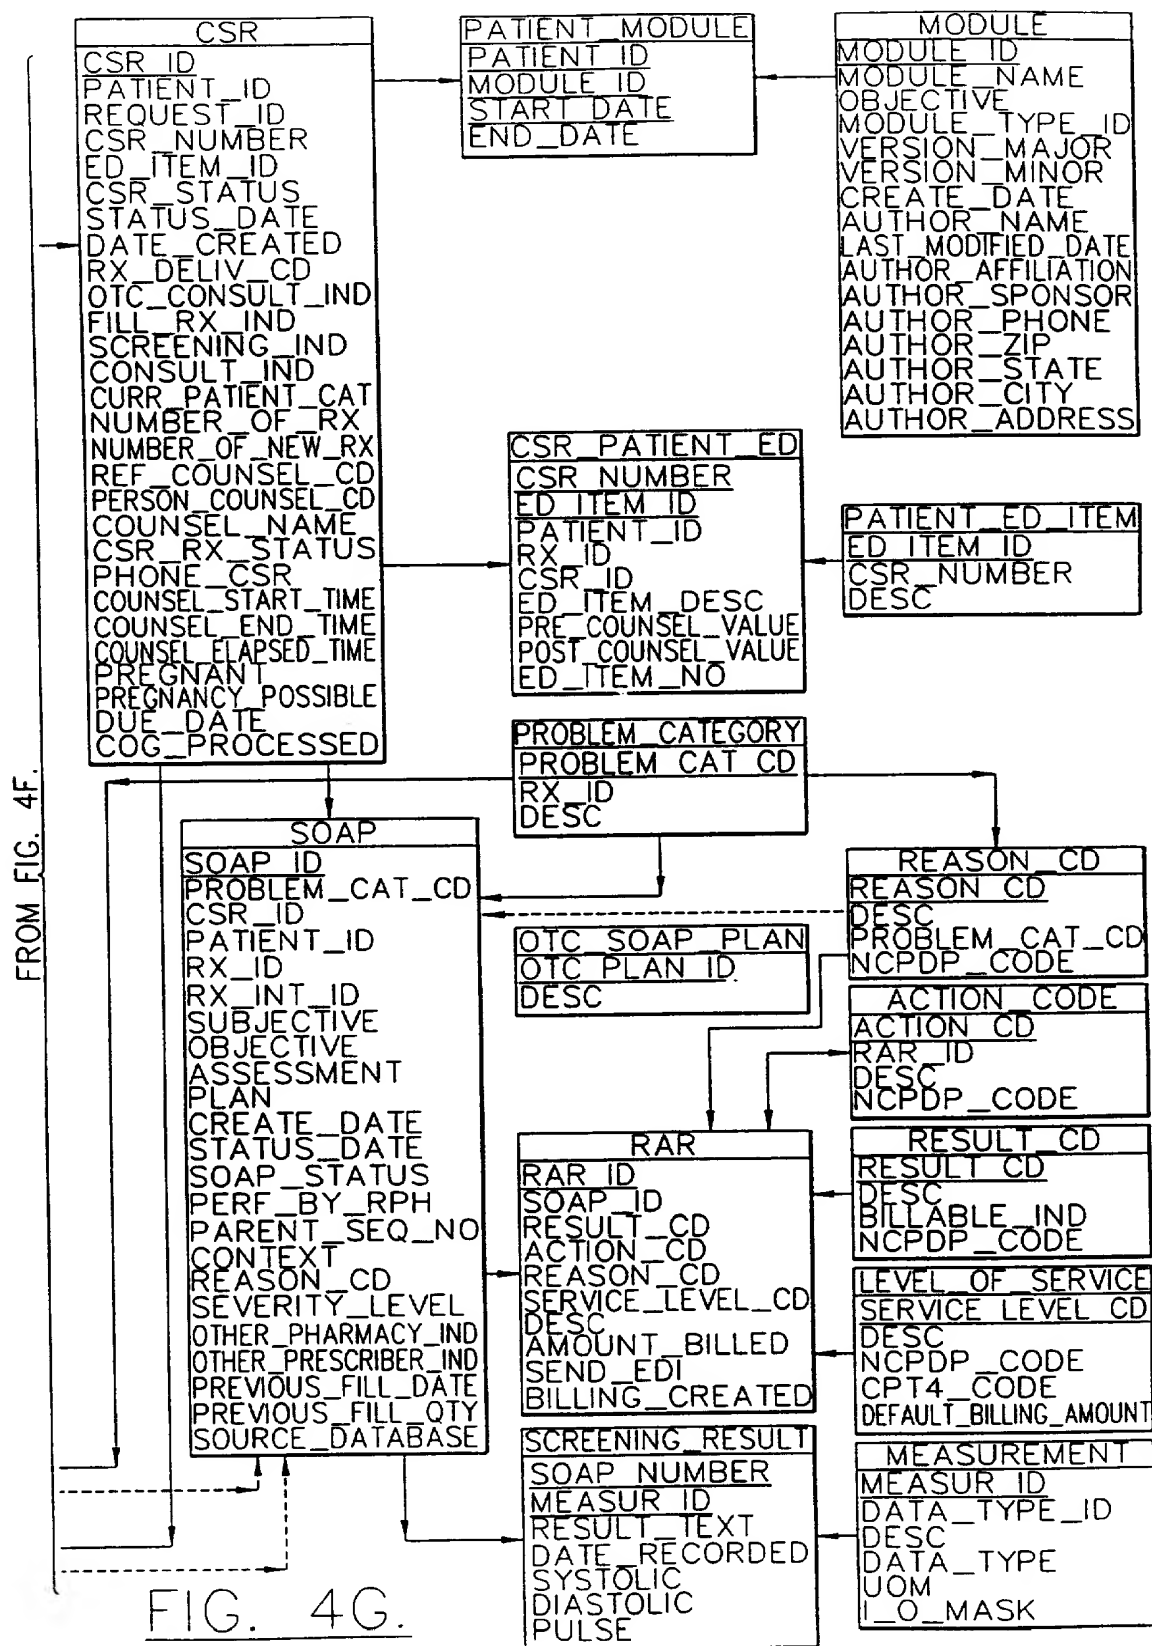 CSR
CSR_ID
PATIENT_ID
REQUEST_ID
CSR_NUMBER
ED_ITEM_ID
CSR_STATUS
STATUS_DATE
DATE_CREATED
RX_DELIV_CD
OTC_CONSULT_IND
FILL_RX_IND
SCREENING_IND
CONSULT_IND
CURR_PATIENT_CAT
NUMBER_OF_RX
NUMBER_OF_NEW_RX
REF_COUNSEL_CD
PERSON_COUNSEL_CD
COUNSEL_NAME
CSR_RX_STATUS
PHONE_CSR
COUNSEL_START_TIME
COUNSEL_END_TIME
COUNSEL_ELAPSED_TIME
PREGNANT
PREGNANCY_POSSIBLE
DUE_DATE
COG_PROCESSED
PATIENT_MODULE
PATIENT_ID
MODULE_ID
START_DATE
END_DATE
MODULE
MODULE_ID
MODULE_NAME
OBJECTIVE
MODULE_TYPE_ID
VERSION_MAJOR
VERSION_MINOR
CREATE_DATE
AUTHOR_NAME
LAST_MODIFIED_DATE
AUTHOR_AFFILIATION
AUTHOR_SPONSOR
AUTHOR_PHONE
AUTHOR_ZIP
AUTHOR_STATE
AUTHOR_CITY
AUTHOR_ADDRESS
CSR_PATIENT_ED
CSR_NUMBER
ED_ITEM_ID
PATIENT_ID
RX_ID
CSR_ID
ED_ITEM_DESC
PRE_COUNSEL_VALUE
POST_COUNSEL_VALUE
ED_ITEM_NO
PATIENT_ED_ITEM
ED_ITEM_ID
CSR_NUMBER
DESC
PROBLEM_CATEGORY
PROBLEM_CAT_CD
RX_ID
DESC
FROM FIG. 4F.
SOAP
SOAP_ID
PROBLEM_CAT_CD
CSR_ID
PATIENT_ID
RX_ID
RX_INT_ID
SUBJECTIVE
OBJECTIVE
ASSESSMENT
PLAN
CREATE_DATE
STATUS_DATE
SOAP_STATUS
PERF_BY_RPH
PARENT_SEQ_NO
CONTEXT
REASON_CD
SEVERITY_LEVEL
OTHER_PHARMACY_IND
OTHER_PRESCRIBER_IND
PREVIOUS_FILL_DATE
PREVIOUS_FILL_QTY
SOURCE_DATABASE
OTC_SOAP_PLAN
OTC_PLAN_ID
DESC
REASON_CD
REASON_CD
DESC
PROBLEM_CAT_CD
NCPDP_CODE
ACTION_CODE
ACTION_CD
RAR_ID
DESC
NCPDP_CODE
RAR
RAR_ID
SOAP_ID
RESULT_CD
ACTION_CD
REASON_CD
SERVICE_LEVEL_CD
DESC
AMOUNT_BILLED
SEND_EDI
BILLING_CREATED
RESULT_CD
RESULT_CD
DESC
BILLABLE_IND
NCPDP_CODE
LEVEL_OF_SERVICE
SERVICE_LEVEL_CD
DESC
NCPDP_CODE
CPT4_CODE
DEFAULT_BILLING_AMOUNT
SCREENING_RESULT
SOAP_NUMBER
MEASUR_ID
RESULT_TEXT
DATE_RECORDED
SYSTOLIC
DIASTOLIC
PULSE
MEASUREMENT
MEASUR_ID
DATA_TYPE_ID
DESC
DATA_TYPE
UOM
I_O_MASK
FIG. 4G.